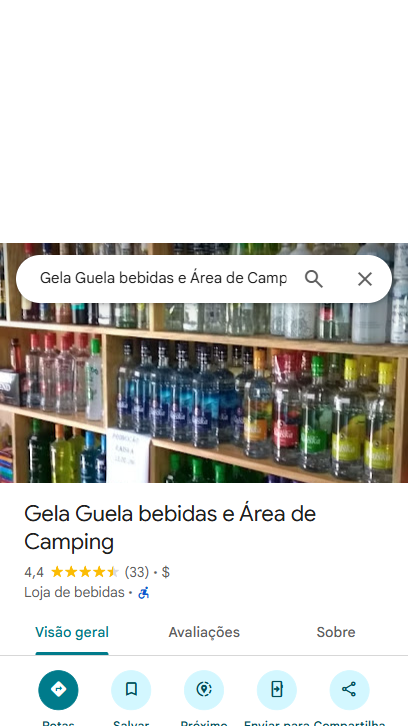 Gela Guela bebidas e Área de Camp
Gela Guela bebidas e Área de
Camping
4,4 (33) · $
Loja de bebidas ·
Visão geral Avaliações Sobre
Rotas Salvar Próximo Enviar para Compartilha